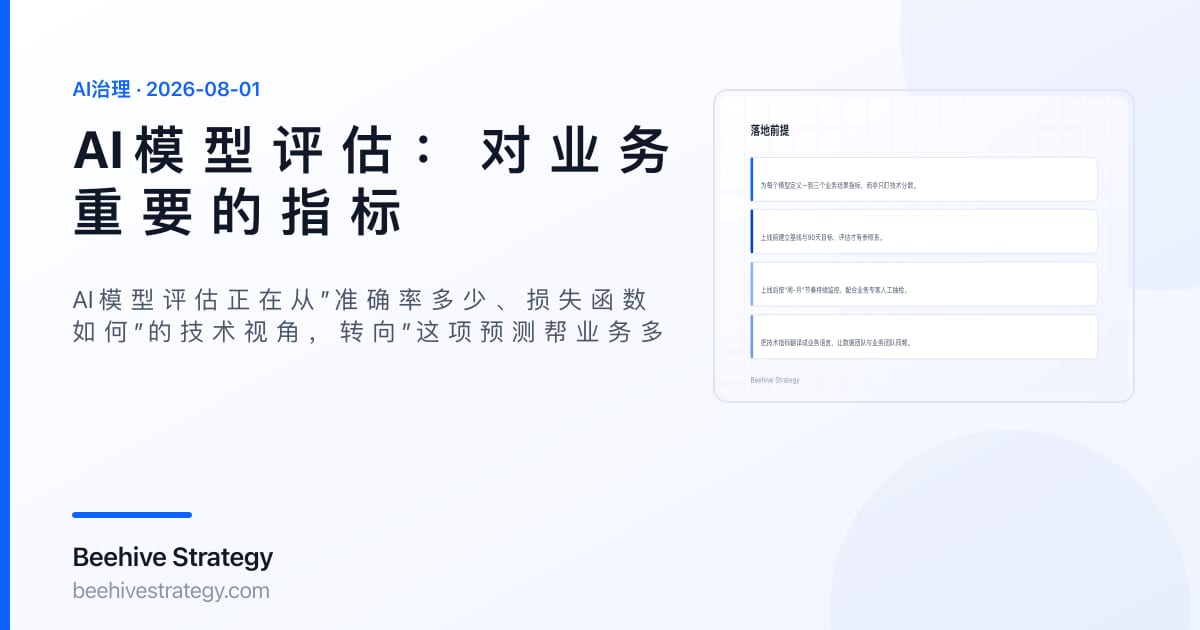 AI治理 · 2026-08-01
AI模型评估：对业务
重要的指标
AI模型评估正在从"准确率多少、损失函数
如何"的技术视角，转向"这项预测帮业务多
落地前提
为每个模型定义一到三个业务结果指标，而非只盯技术分数。
上线前建立基线与90天目标，评估才有参照系。
上线后按"周-月"节奏持续监控，配合业务专家人工抽检。
把技术指标翻译成业务语言，让数据团队与业务团队同频。
Beehive Strategy
Beehive Strategy
beehivestrategy.com